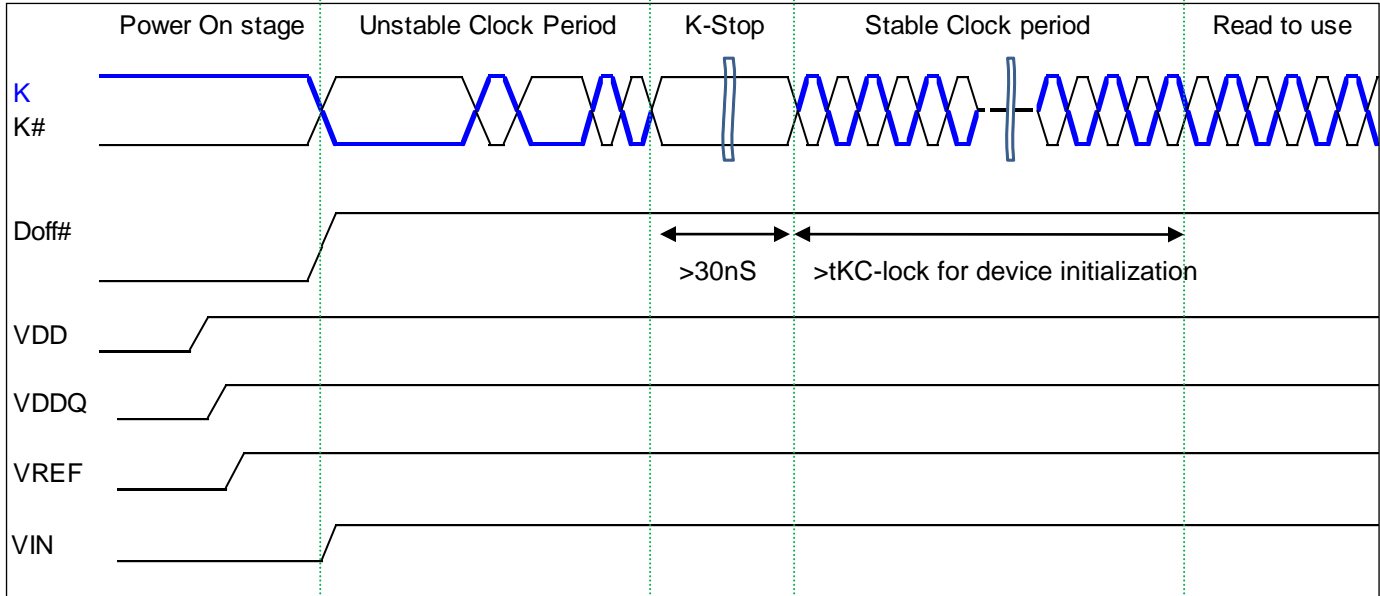 Power On stage
Unstable Clock Period
K-Stop
Stable Clock period
Read to use
K
K#
Doff#
>30nS
>tKC-lock for device initialization
VDD
VDDQ
VREF
VIN